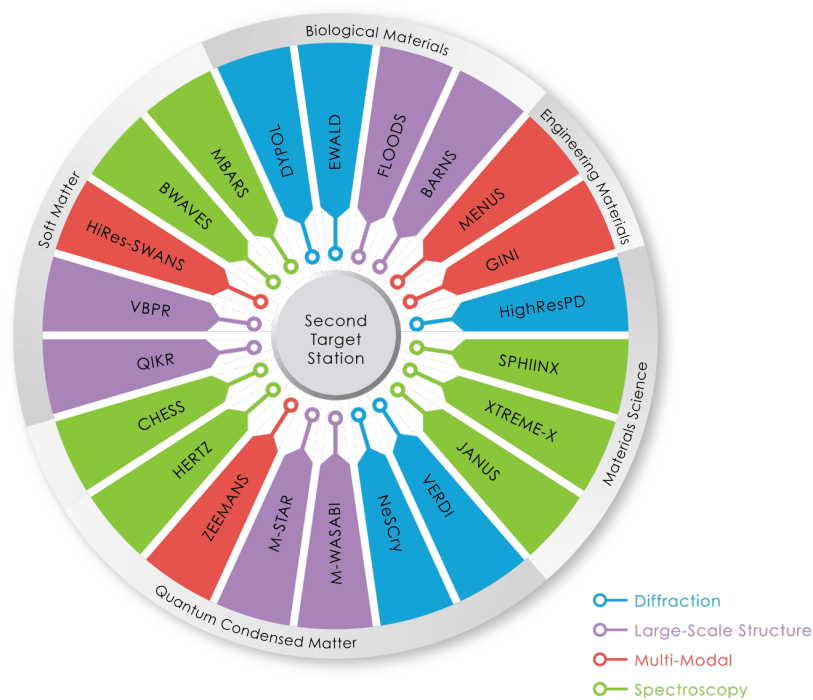 Biological Materials
Engineering Materials
Materials Science
Quantum Condensed Matter
Soft Matter
DYPOL
EWALD
FLOODS
BARNS
MENUS
GINI
HighResPD
SPHIINX
XTREME-X
JANUS
VERDI
NeSCry
M-WASABI
M-STAR
ZEEMANS
HERTZ
CHESS
QIKR
VBPR
HiRes-SWANS
BWAVES
MBARS
Second
Target
Station
Diffraction
Large-Scale Structure
Multi-Modal
Spectroscopy